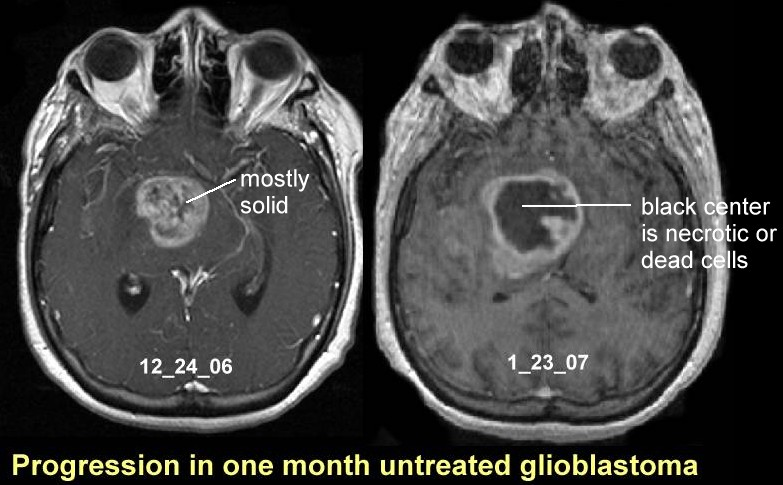 mostly
solid
black center
is necrotic or
dead cells
12_24_06
1_23_07
Progression in one month untreated glioblastoma